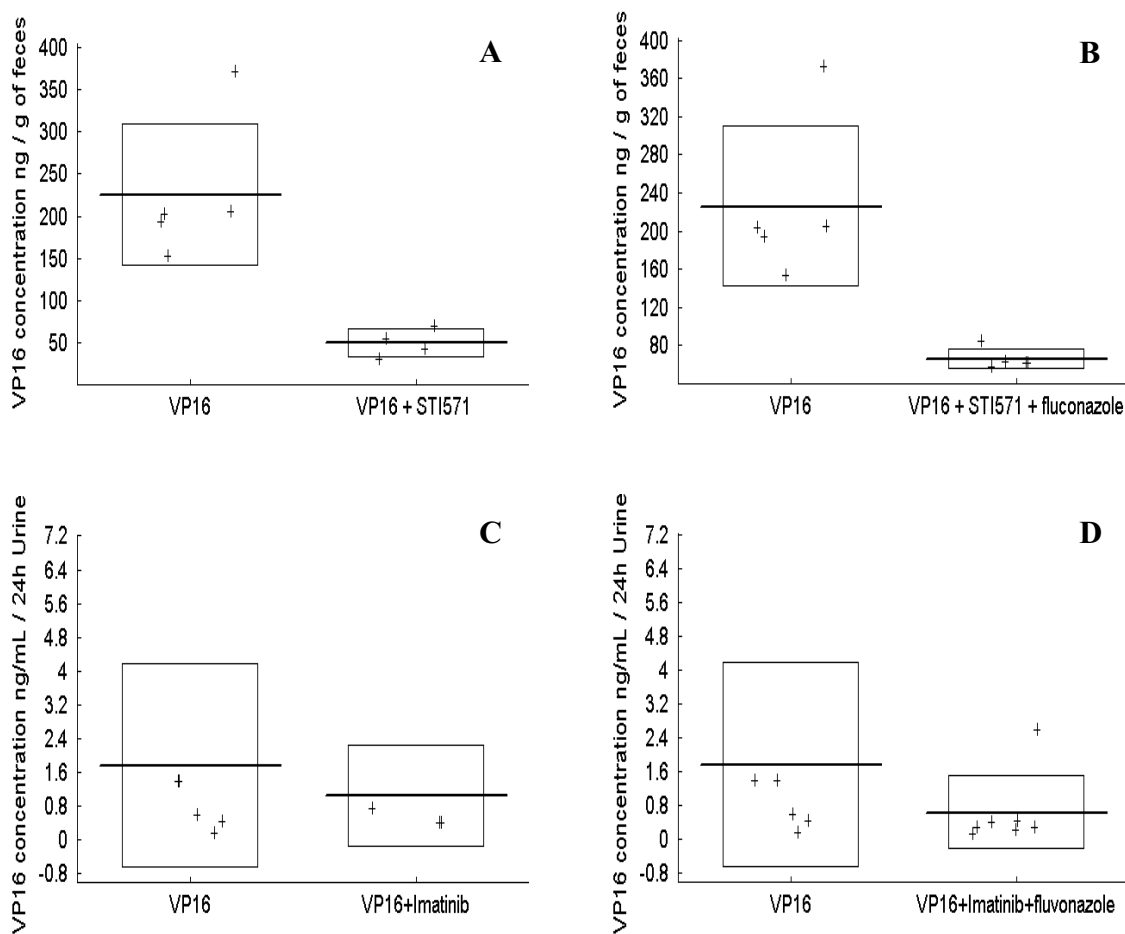 A
VP16 concentration ng / g of feces
400
350
300
250
200
150
100
50
VP16
VP16 + STI571
B
VP16 concentration ng / g of feces
400
360
320
280
240
200
160
120
80
VP16
VP16 + STI571 + fluconazole
C
VP16 concentration ng/mL / 24h Urine
7.2
6.4
5.6
4.8
4
3.2
2.4
1.6
0.8
0
-0.8
VP16
VP16+Imatinib
D
VP16 concentration ng/mL / 24h Urine
7.2
6.4
5.6
4.8
4
3.2
2.4
1.6
0.8
0
-0.8
VP16
VP16+Imatinib+fluvonazole